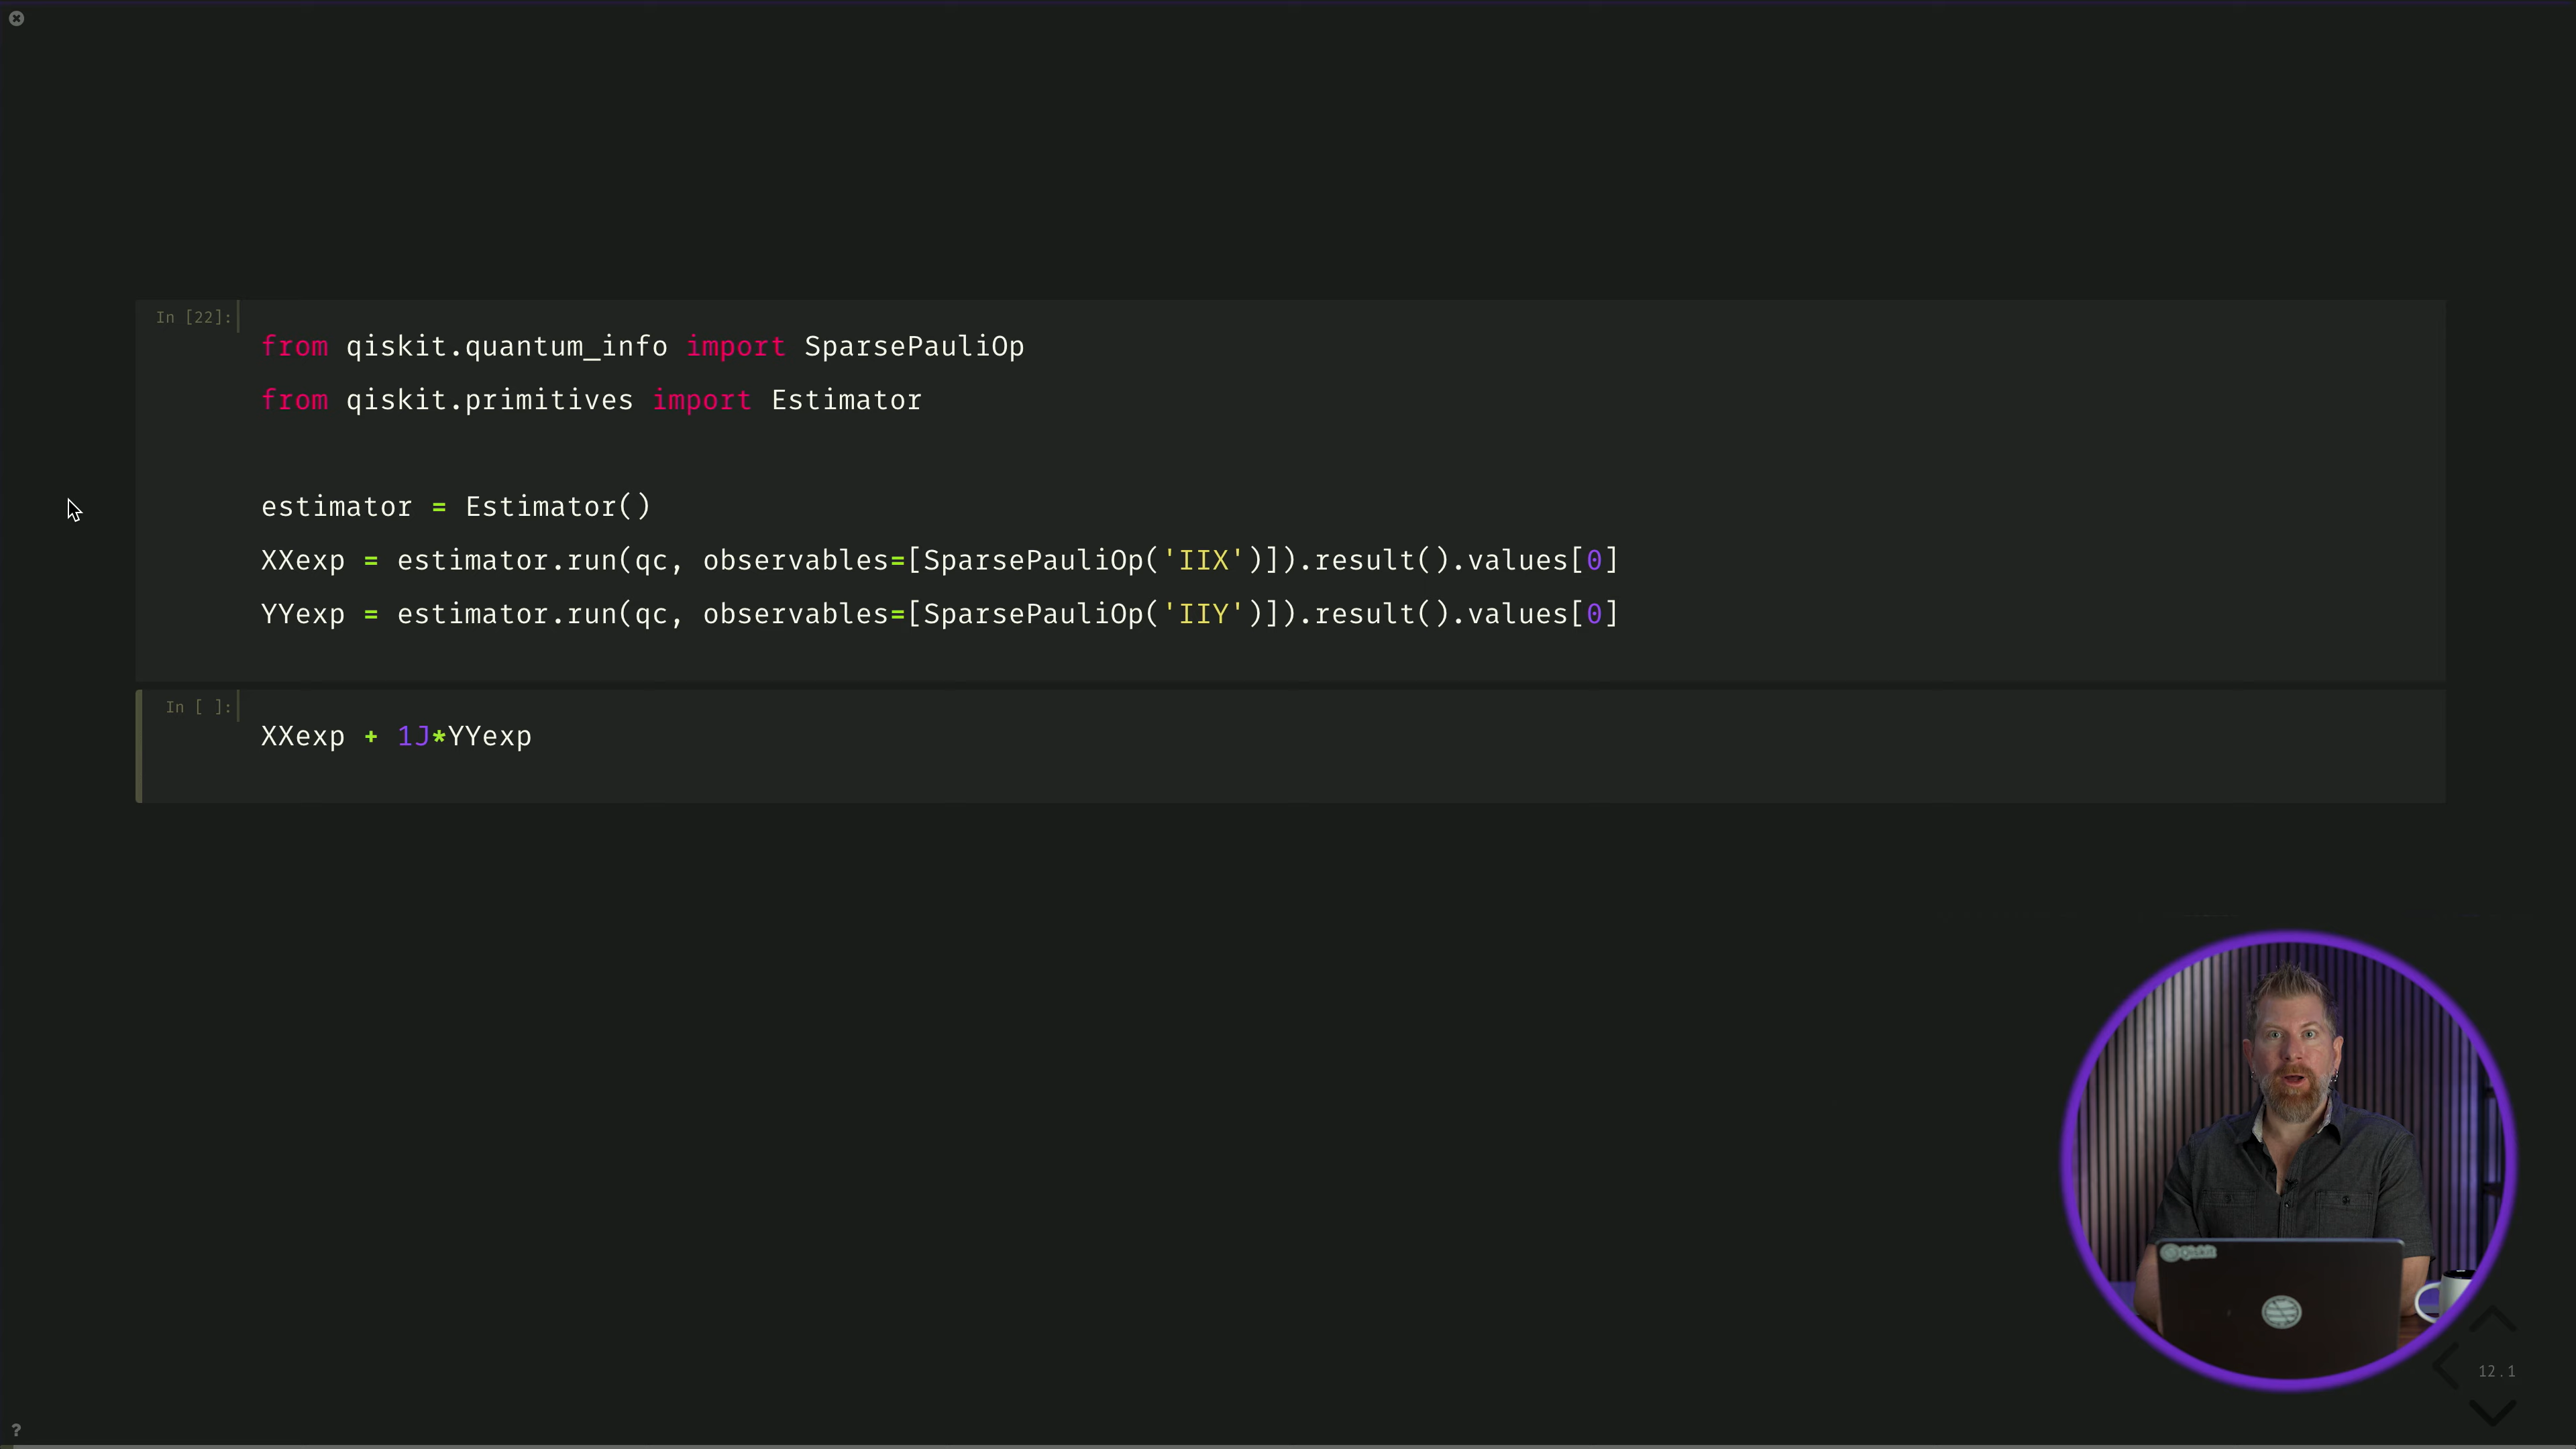 In [22]:
from qiskit.quantum_info import SparsePauliOp
from qiskit.primitives import Estimator
estimator = Estimator()
XXexp = estimator.run(qc, observables=[SparsePauliOp('IIX')]).result().values[0]
YYexp = estimator.run(qc, observables=[SparsePauliOp('IIY')]).result().values[0]
In [ ]:
XXexp + 1J*YYexp
Qiskit
12.1
?